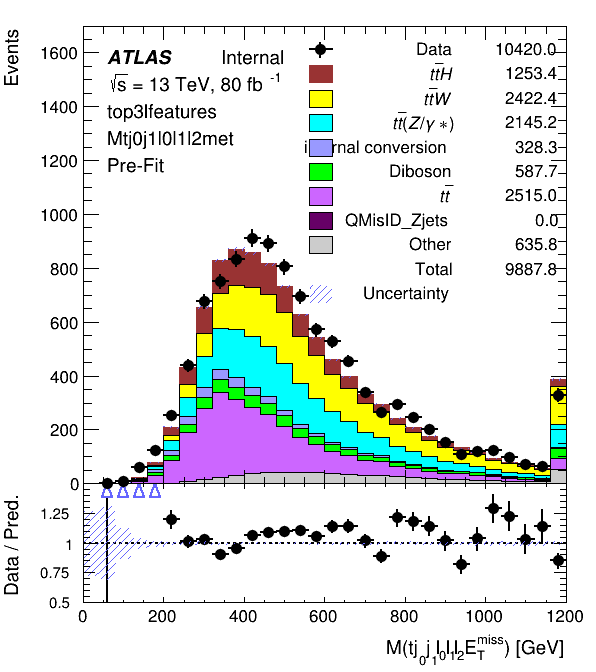 Events
1600
1400
1200
1000
800
600
400
200
0
ATLAS Internal
√s = 13 TeV, 80 fb -1
top3lfeatures
Mtj0j1l0l1l2met
Pre-Fit
Data 10420.0
tt̄H 1253.4
tt̄W 2422.4
tt̄(Z/γ *) 2145.2
internal conversion 328.3
Diboson 587.7
tt̄ 2515.0
QMisID_Zjets 0.0
Other 635.8
Total 9887.8
Uncertainty
Data / Pred.
1.25
1
0.75
0.5
0 200 400 600 800 1000 1200
M(tj0j1l0l1l2ETmiss) [GeV]